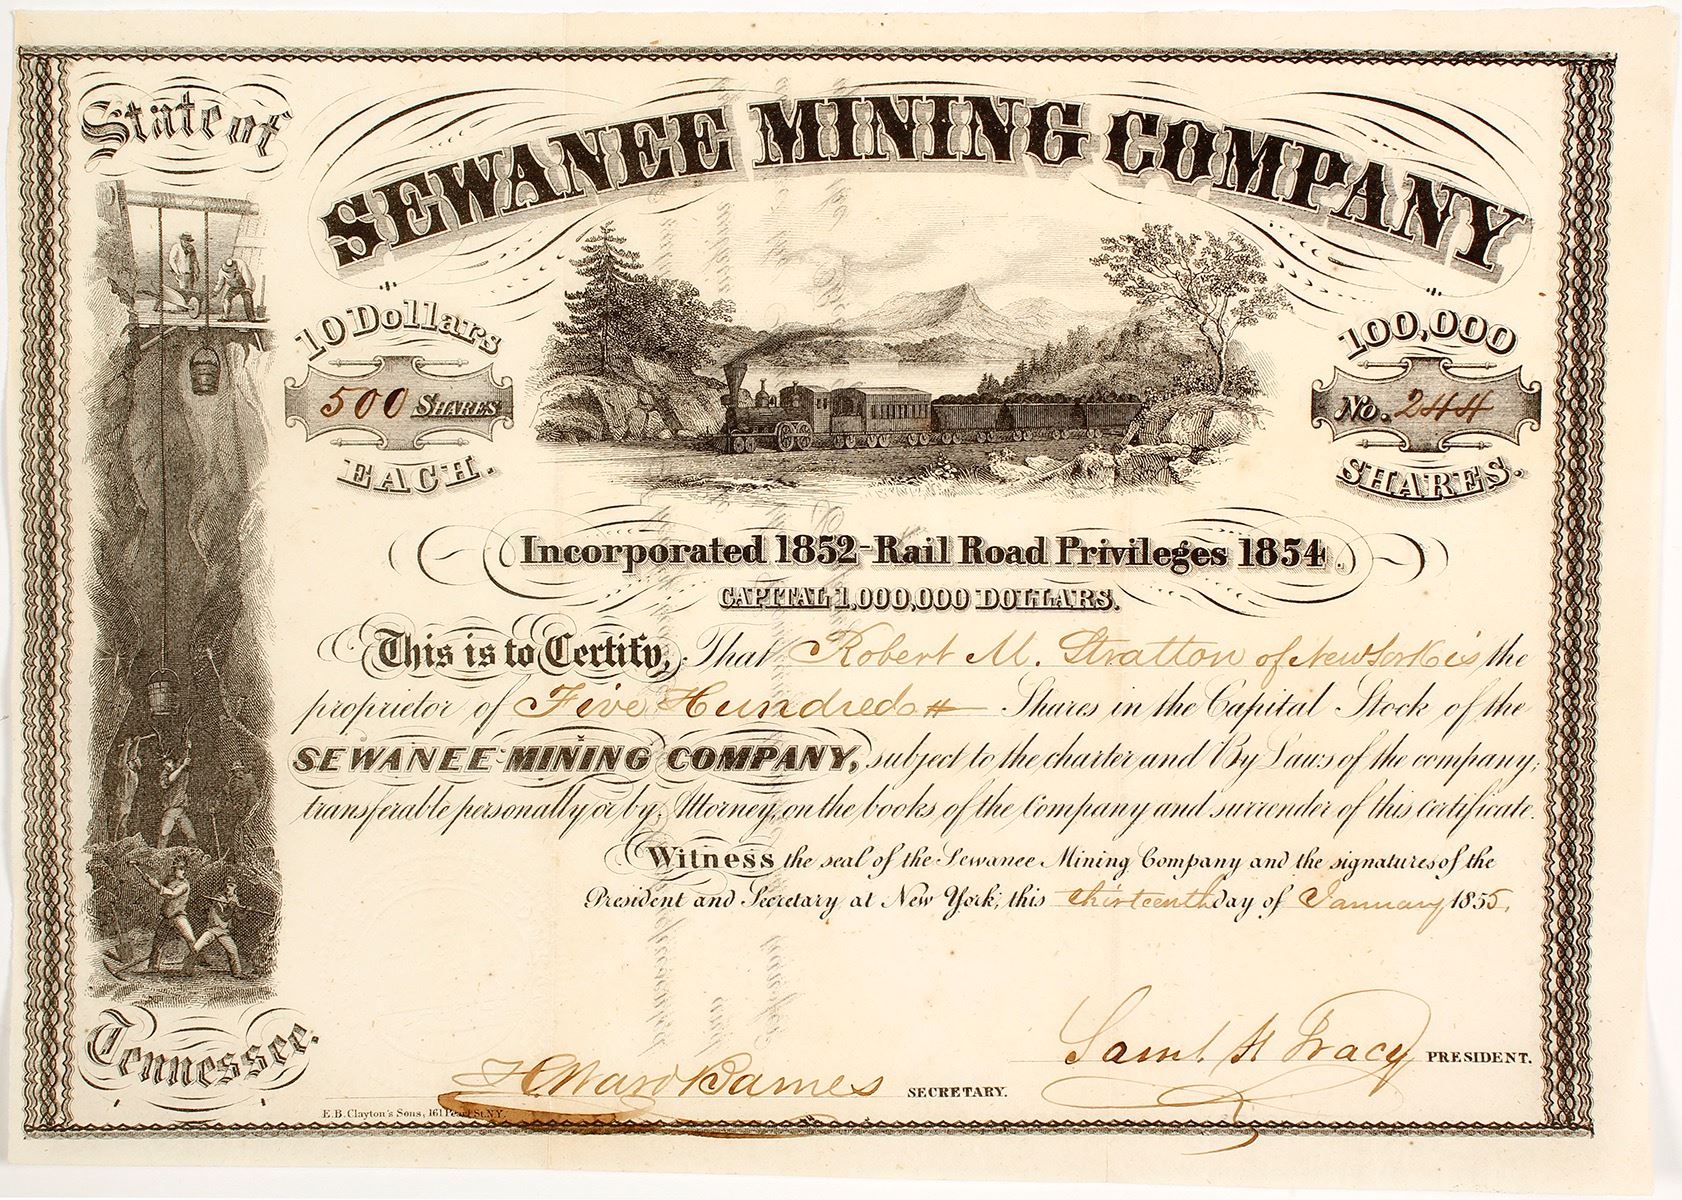 State of
SEWANEE MINING COMPANY
10 Dollars
500 SHARES
EACH.
100,000
No. 244
SHARES.
Incorporated 1852-Rail Road Privileges 1854.
CAPITAL 1,000,000 DOLLARS.
This is to Certify, That Robert M. Stratton of New York is the
proprietor of Five Hundred Shares in the Capital Stock of the
SEWANEE MINING COMPANY, subject to the charter and By Laws of the company;
transferable personally or by Attorney, on the books of the Company and surrender of this certificate.
Witness the seal of the Sewanee Mining Company and the signatures of the
President and Secretary at New York, this thirteenth day of January 1855.
Tennessee.
Saml. H Tracy PRESIDENT.
Barnes SECRETARY.
E.B. Clayton's Sons, 161 Pearl St. N.Y.